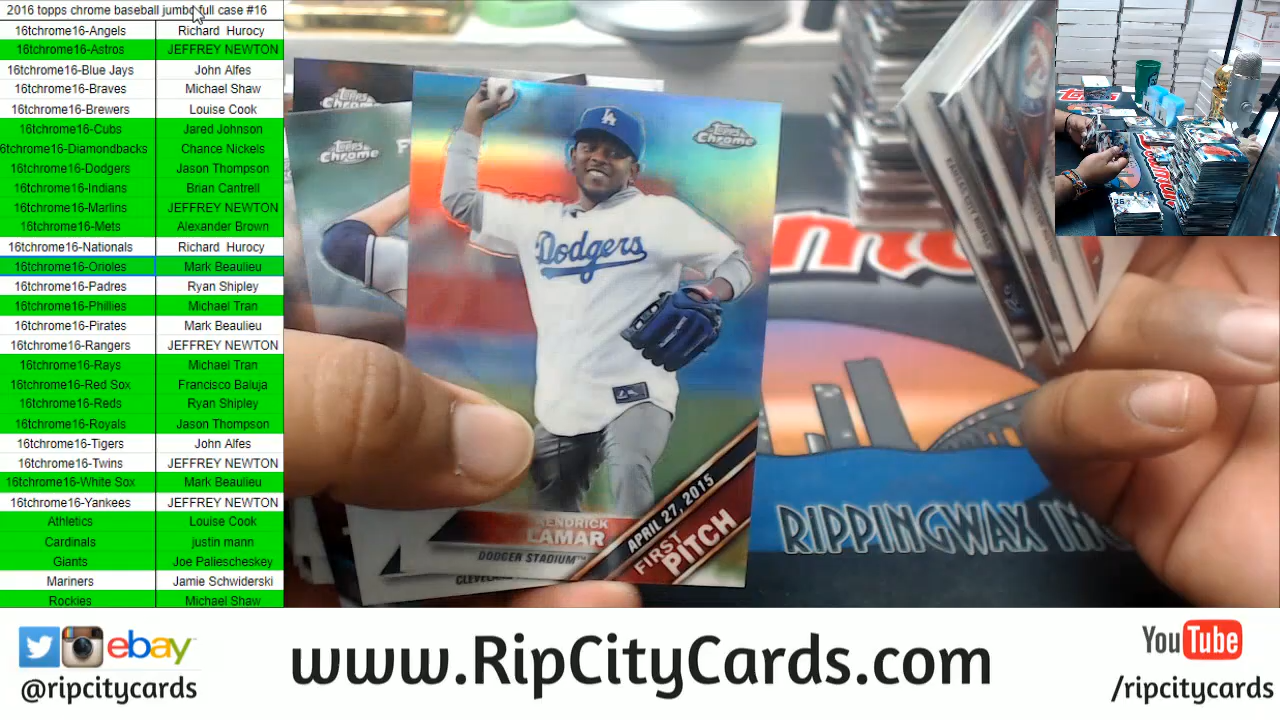 2016 topps chrome baseball jumbo full case #16
16tchrome16-Angels Richard Hurocy
16tchrome16-Astros JEFFREY NEWTON
16tchrome16-Blue Jays John Alfes
16tchrome16-Braves Michael Shaw
16tchrome16-Brewers Louise Cook
16tchrome16-Cubs Jared Johnson
6tchrome16-Diamondbacks Chance Nickels
16tchrome16-Dodgers Jason Thompson
16tchrome16-Indians Brian Cantrell
16tchrome16-Marlins JEFFREY NEWTON
16tchrome16-Mets Alexander Brown
16tchrome16-Nationals Richard Hurocy
16tchrome16-Orioles Mark Beaulieu
16tchrome16-Padres Ryan Shipley
16tchrome16-Phillies Michael Tran
16tchrome16-Pirates Mark Beaulieu
16tchrome16-Rangers JEFFREY NEWTON
16tchrome16-Rays Michael Tran
16tchrome16-Red Sox Francisco Baluja
16tchrome16-Reds Ryan Shipley
16tchrome16-Royals Jason Thompson
16tchrome16-Tigers John Alfes
16tchrome16-Twins JEFFREY NEWTON
16tchrome16-White Sox Mark Beaulieu
16tchrome16-Yankees JEFFREY NEWTON
Athletics Louise Cook
Cardinals justin mann
Giants Joe Paliescheskey
Mariners Jamie Schwiderski
Rockies Michael Shaw
Topps Chrome
Topps Chrome
Topps Chrome
LA
Dodgers
KENDRICK
LAMAR
DODGER STADIUM™
APRIL 27, 2015
FIRST
PITCH
RIPPINGWAX
ebay
@ripcitycards
www.RipCityCards.com
YouTube
/ripcitycards